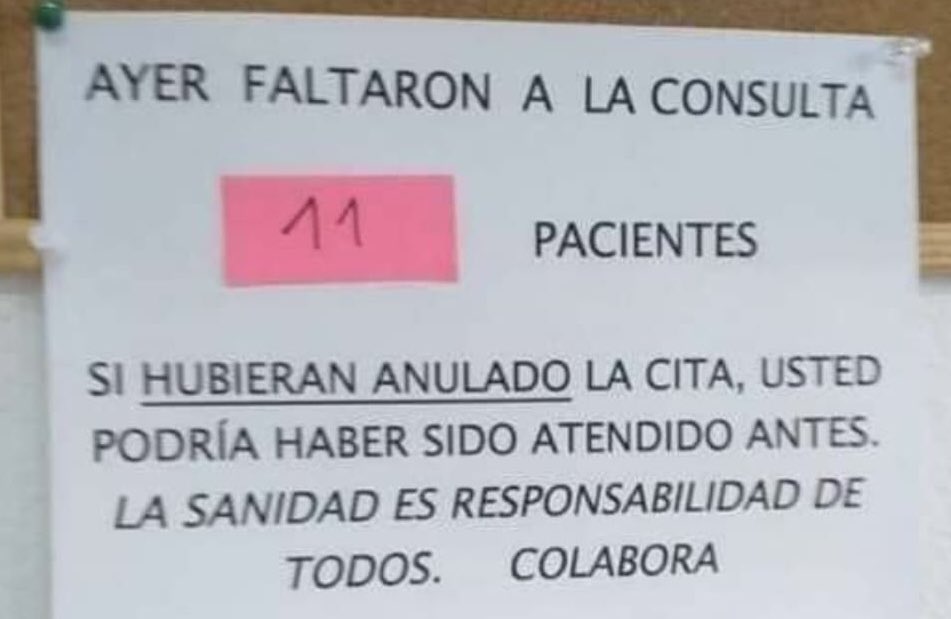 AYER FALTARON A LA CONSULTA
11 PACIENTES
SI HUBIERAN ANULADO LA CITA, USTED
PODRÍA HABER SIDO ATENDIDO ANTES.
LA SANIDAD ES RESPONSABILIDAD DE
TODOS. COLABORA